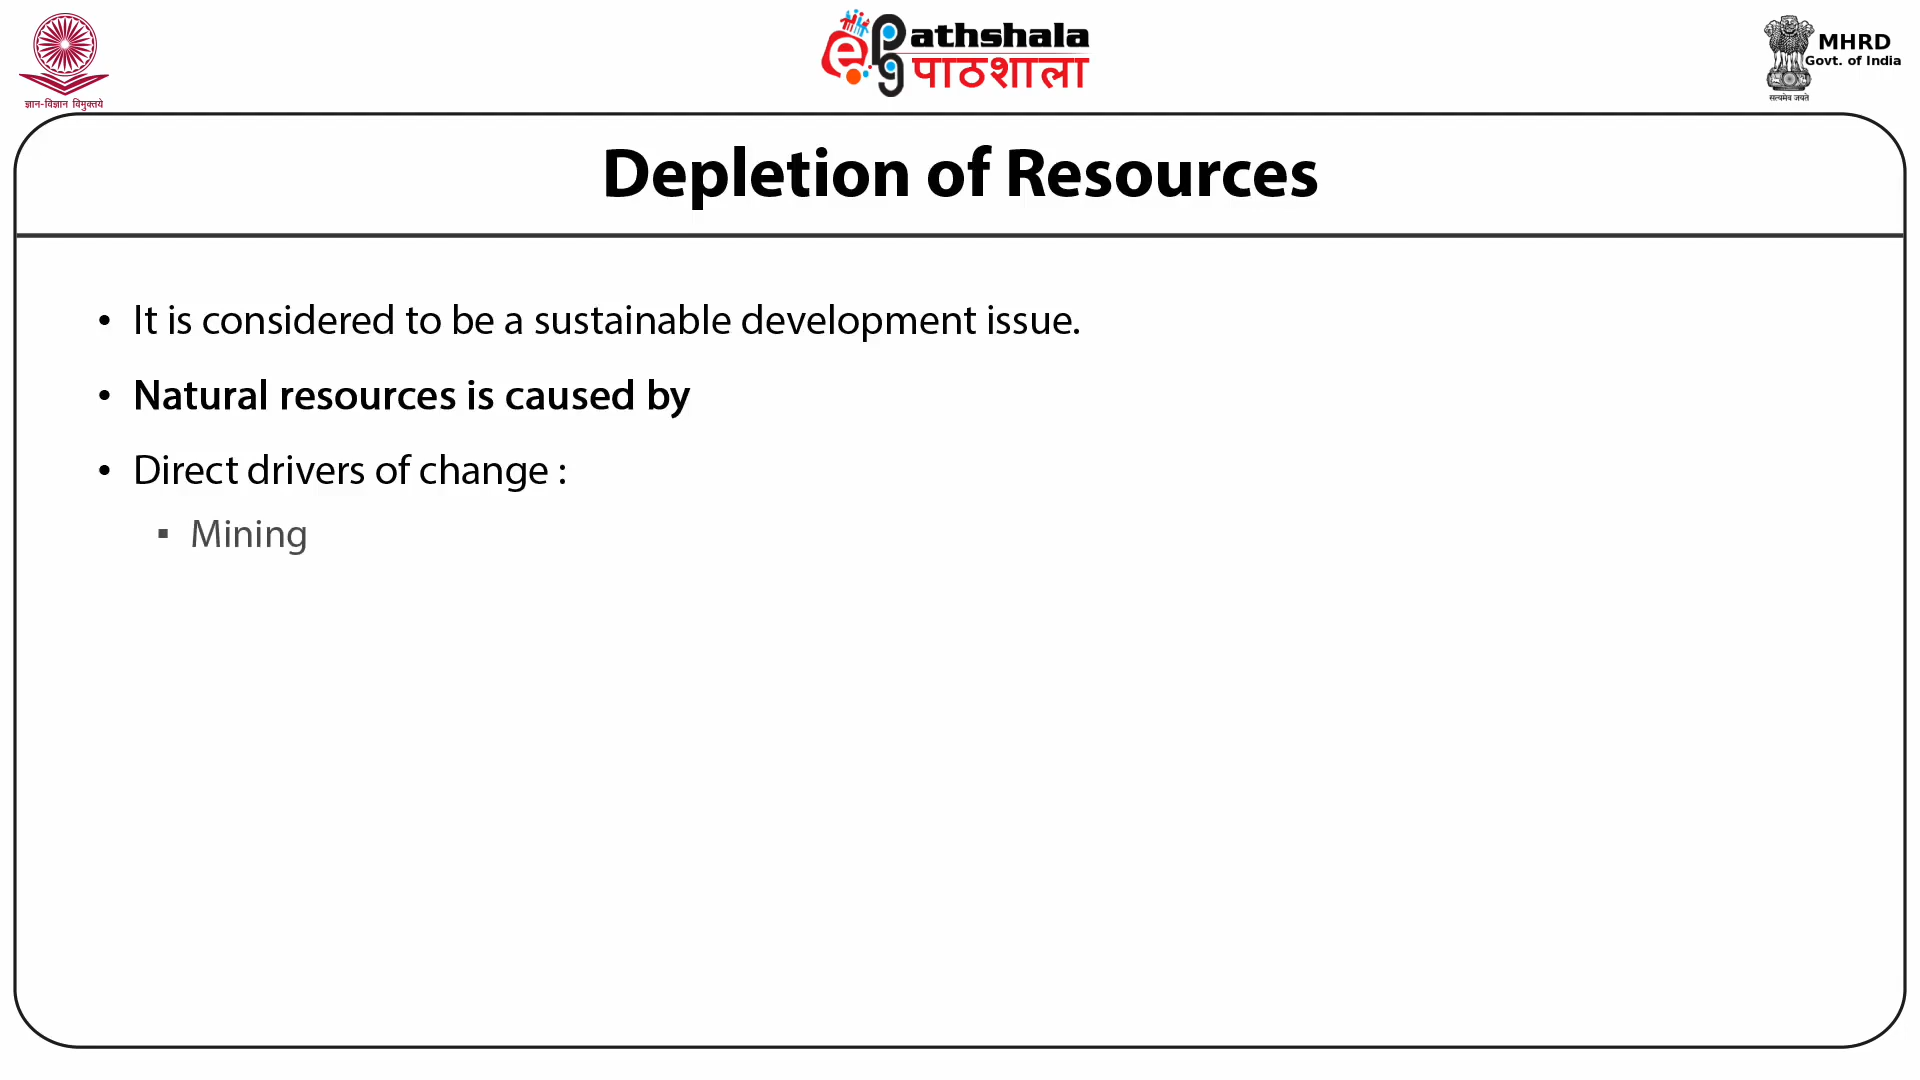 ज्ञान-विज्ञान विमुक्तये
e pg athshala
पाठशाला
MHRD
Govt. of India
सत्यमेव जयते
Depletion of Resources
• It is considered to be a sustainable development issue.
• Natural resources is caused by
• Direct drivers of change :
▪ Mining